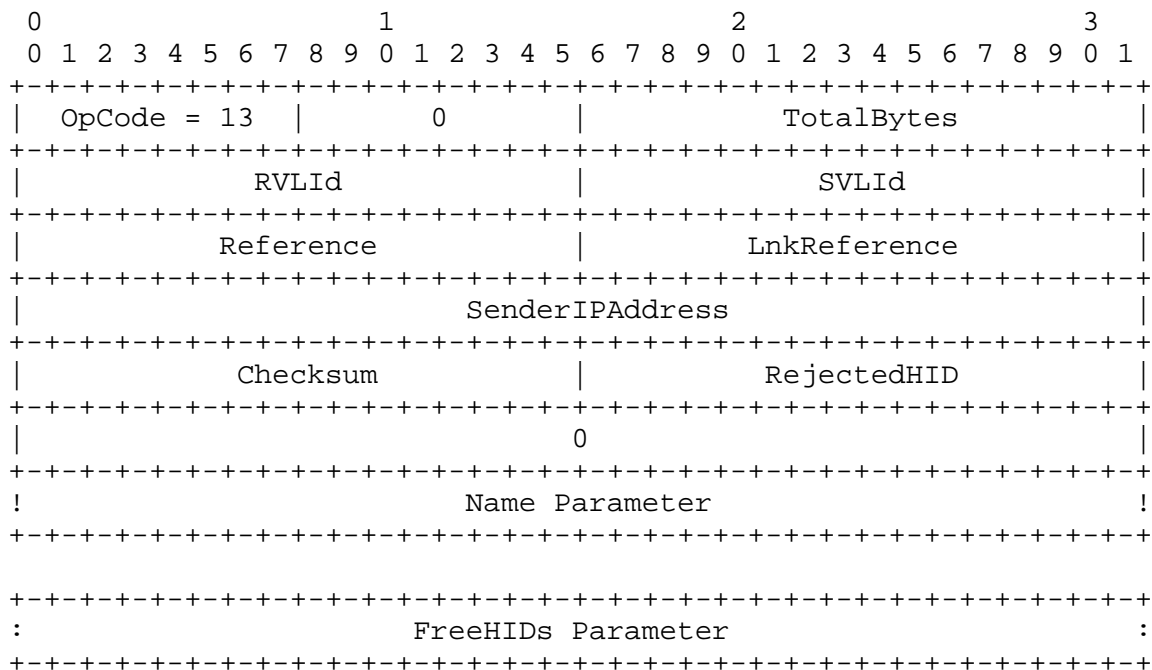 0                   1                   2                   3
 0 1 2 3 4 5 6 7 8 9 0 1 2 3 4 5 6 7 8 9 0 1 2 3 4 5 6 7 8 9 0 1
+-+-+-+-+-+-+-+-+-+-+-+-+-+-+-+-+-+-+-+-+-+-+-+-+-+-+-+-+-+-+-+-+
|  OpCode = 13  |       0       |           TotalBytes          |
+-+-+-+-+-+-+-+-+-+-+-+-+-+-+-+-+-+-+-+-+-+-+-+-+-+-+-+-+-+-+-+-+
|             RVLId             |             SVLId             |
+-+-+-+-+-+-+-+-+-+-+-+-+-+-+-+-+-+-+-+-+-+-+-+-+-+-+-+-+-+-+-+-+
|           Reference           |         LnkReference          |
+-+-+-+-+-+-+-+-+-+-+-+-+-+-+-+-+-+-+-+-+-+-+-+-+-+-+-+-+-+-+-+-+
|                         SenderIPAddress                       |
+-+-+-+-+-+-+-+-+-+-+-+-+-+-+-+-+-+-+-+-+-+-+-+-+-+-+-+-+-+-+-+-+
|            Checksum           |          RejectedHID          |
+-+-+-+-+-+-+-+-+-+-+-+-+-+-+-+-+-+-+-+-+-+-+-+-+-+-+-+-+-+-+-+-+
|                               0                               |
+-+-+-+-+-+-+-+-+-+-+-+-+-+-+-+-+-+-+-+-+-+-+-+-+-+-+-+-+-+-+-+-+
!                         Name Parameter                        !
+-+-+-+-+-+-+-+-+-+-+-+-+-+-+-+-+-+-+-+-+-+-+-+-+-+-+-+-+-+-+-+-+

+-+-+-+-+-+-+-+-+-+-+-+-+-+-+-+-+-+-+-+-+-+-+-+-+-+-+-+-+-+-+-+-+
:                      FreeHIDs Parameter                       :
+-+-+-+-+-+-+-+-+-+-+-+-+-+-+-+-+-+-+-+-+-+-+-+-+-+-+-+-+-+-+-+-+